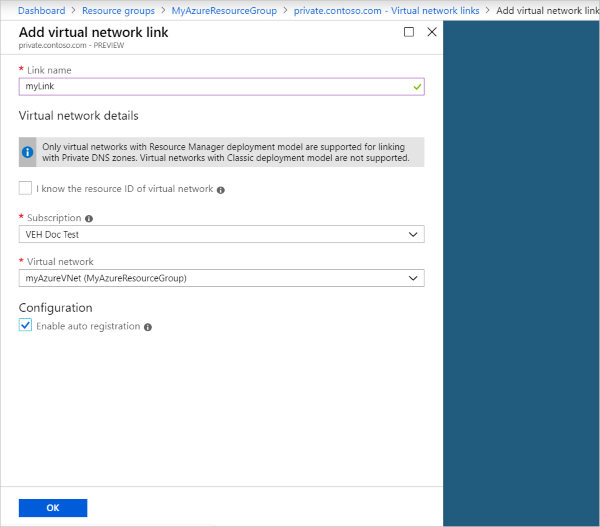 Dashboard > Resource groups > MyAzureResourceGroup > private.contoso.com - Virtual network links > Add virtual network link
Add virtual network link
private.contoso.com - PREVIEW
* Link name
myLink
Virtual network details
Only virtual networks with Resource Manager deployment model are supported for linking
with Private DNS zones. Virtual networks with Classic deployment model are not supported.
I know the resource ID of virtual network
* Subscription
VEH Doc Test
* Virtual network
myAzureVNet (MyAzureResourceGroup)
Configuration
Enable auto registration
OK